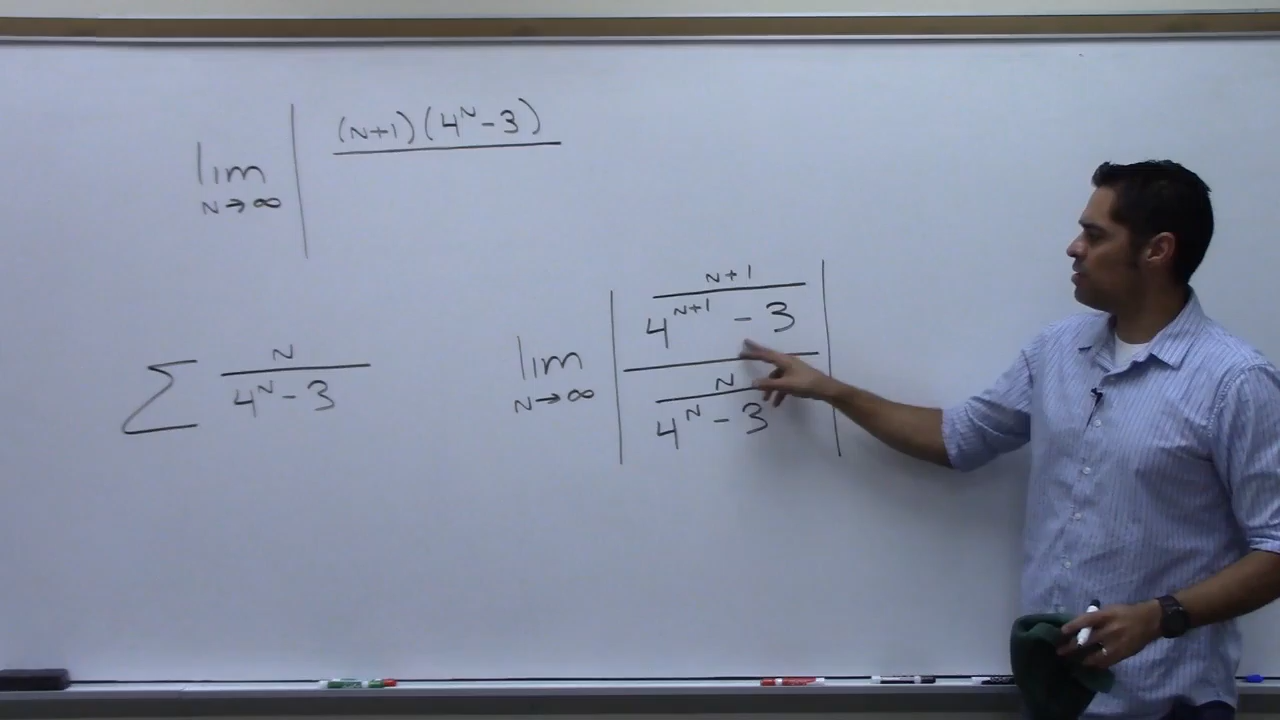 lim N→∞ | (N+1)(4^N - 3) / 
∑ N / (4^N - 3)
lim N→∞ | ((N+1) / (4^(N+1) - 3)) / (N / (4^N - 3)) |